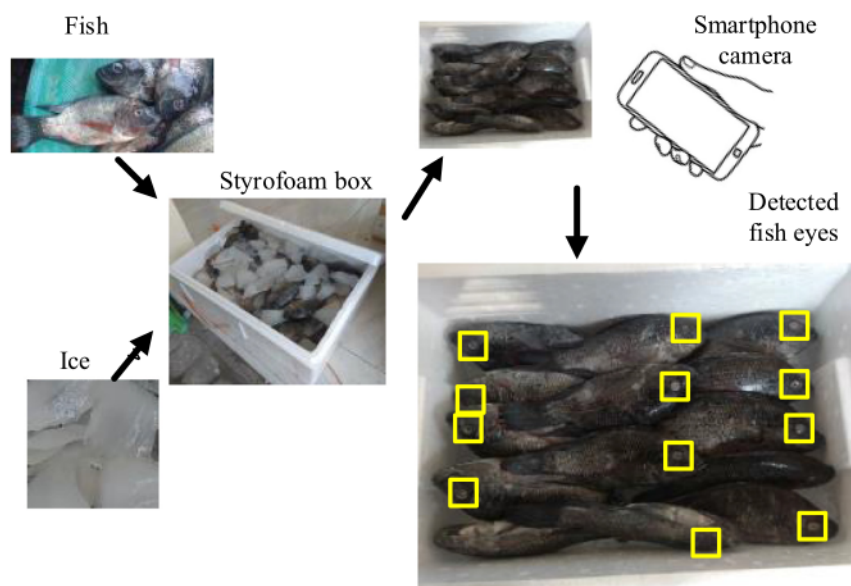 Fish
Smartphone
camera
Styrofoam box
Detected
fish eyes
Ice